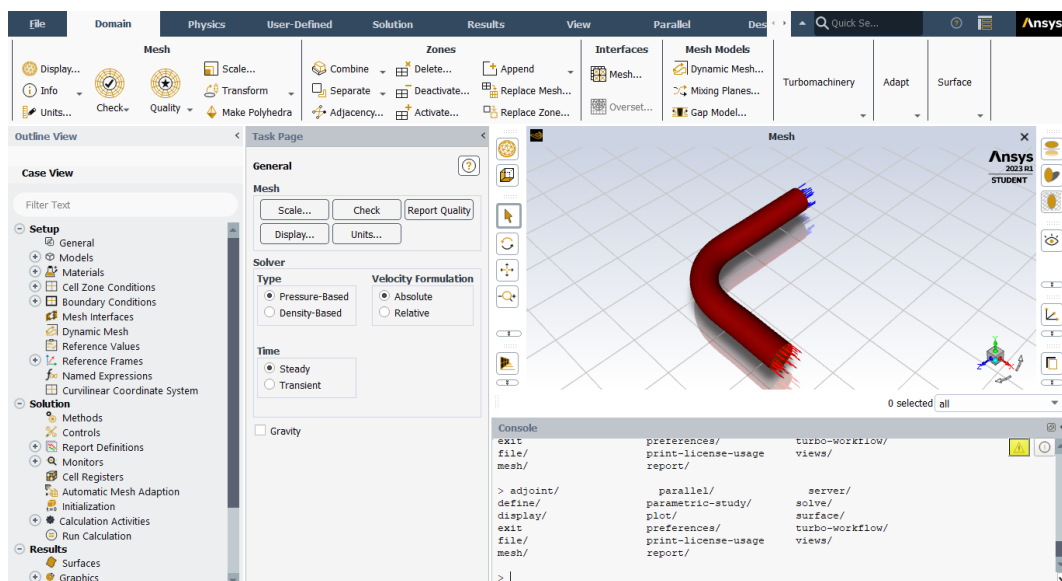 File Domain Physics User-Defined Solution Results View Parallel Des Quick Se... Ansys
Mesh
Display...
Info
Units...
Check
Quality
Scale...
Transform
Make Polyhedra
Zones
Combine Delete... Append
Separate Deactivate... Replace Mesh...
Adjacency... Activate... Replace Zone...
Interfaces
Mesh...
Overset...
Mesh Models
Dynamic Mesh...
Mixing Planes...
Gap Model...
Turbomachinery
Adapt
Surface
Outline View
Case View
Filter Text
Setup
General
Models
Materials
Cell Zone Conditions
Boundary Conditions
Mesh Interfaces
Dynamic Mesh
Reference Values
Reference Frames
Named Expressions
Curvilinear Coordinate System
Solution
Methods
Controls
Report Definitions
Monitors
Cell Registers
Automatic Mesh Adaption
Initialization
Calculation Activities
Run Calculation
Results
Surfaces
Graphics
Task Page
General
Mesh
Scale... Check Report Quality
Display... Units...
Solver
Type
Pressure-Based
Density-Based
Velocity Formulation
Absolute
Relative
Time
Steady
Transient
Gravity
Mesh
Ansys
2023 R1
STUDENT
0 selected all
Console
exit preferences/ turbo-workflow/
file/ print-license-usage views/
mesh/ report/
> adjoint/ parallel/ server/
define/ parametric-study/ solve/
display/ plot/ surface/
exit preferences/ turbo-workflow/
file/ print-license-usage views/
mesh/ report/
>